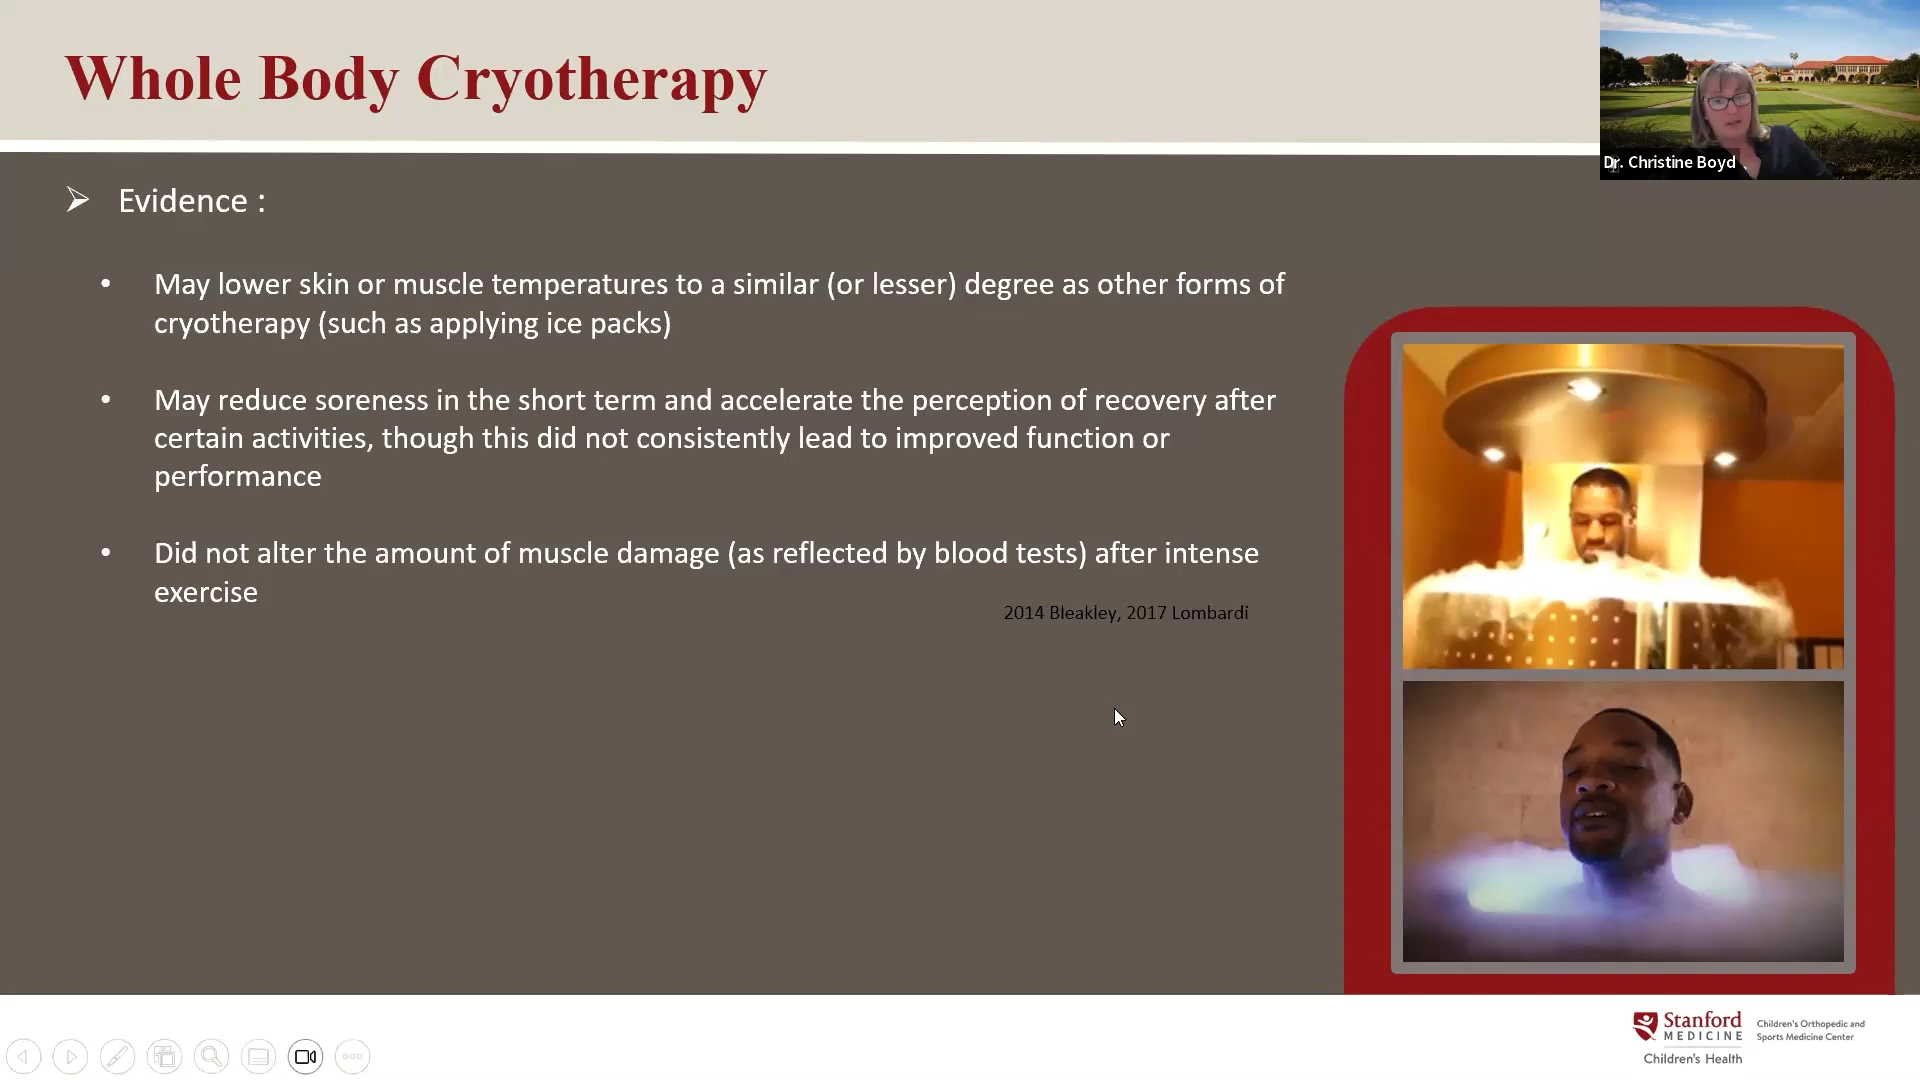 Whole Body Cryotherapy
Dr. Christine Boyd
Evidence :
May lower skin or muscle temperatures to a similar (or lesser) degree as other forms of
cryotherapy (such as applying ice packs)
May reduce soreness in the short term and accelerate the perception of recovery after
certain activities, though this did not consistently lead to improved function or
performance
Did not alter the amount of muscle damage (as reflected by blood tests) after intense
exercise
2014 Bleakley, 2017 Lombardi
Stanford
MEDICINE
Children's Health
Children's Orthopedic and
Sports Medicine Center